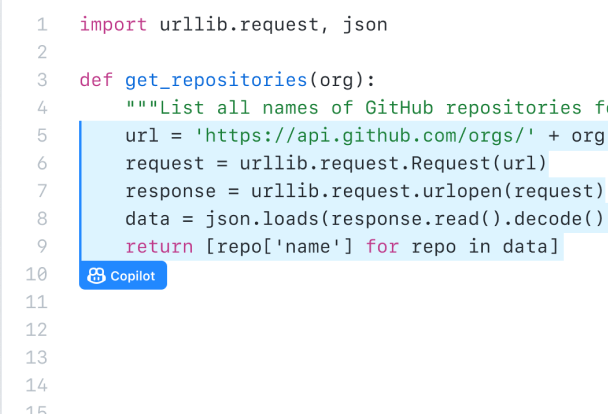 1 import urllib.request, json
2
3 def get_repositories(org):
4 """List all names of GitHub repositories
5 url = 'https://api.github.com/orgs/' + org
6 request = urllib.request.Request(url)
7 response = urllib.request.urlopen(request)
8 data = json.loads(response.read().decode()
9 return [repo['name'] for repo in data]
10 Copilot
11
12
13
14
15